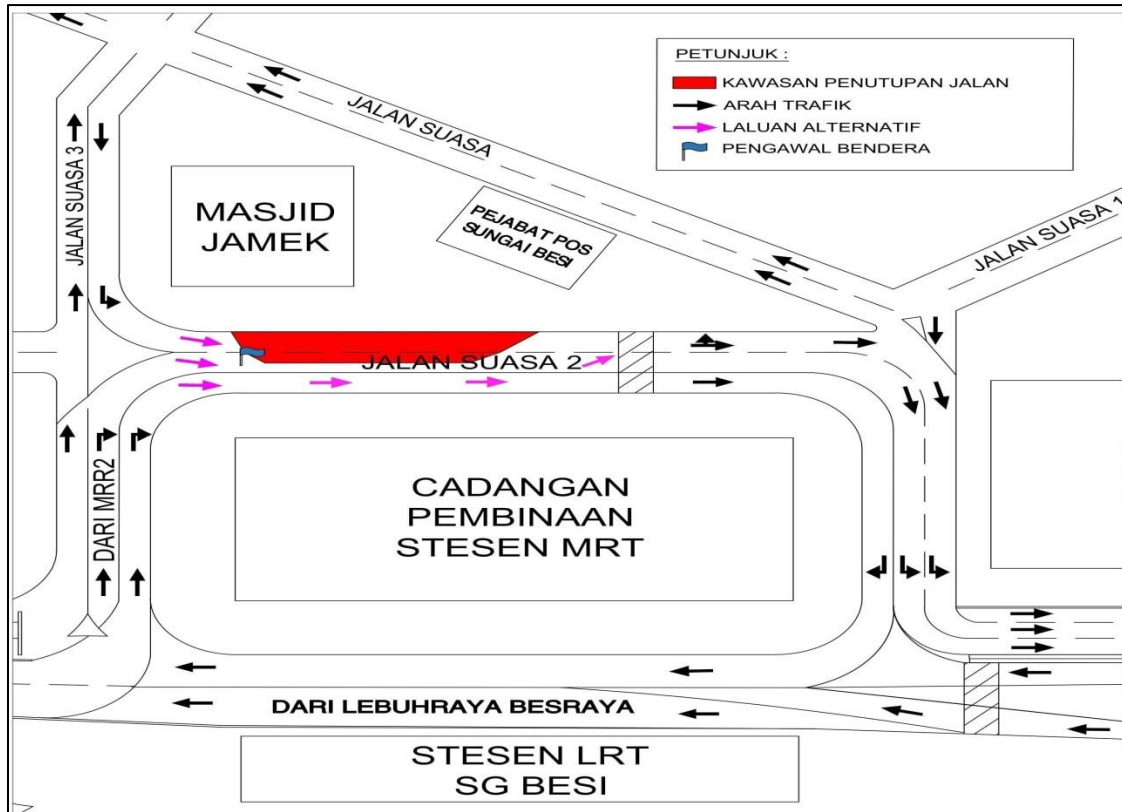 PETUNJUK :
KAWASAN PENUTUPAN JALAN
ARAH TRAFIK
LALUAN ALTERNATIF
PENGAWAL BENDERA
JALAN SUASA
JALAN SUASA 1
JALAN SUASA 3
MASJID
JAMEK
PEJABAT POS
SUNGAI BESI
JALAN SUASA 2
DARI MRR2
CADANGAN
PEMBINAAN
STESEN MRT
DARI LEBUHRAYA BESRAYA
STESEN LRT
SG BESI